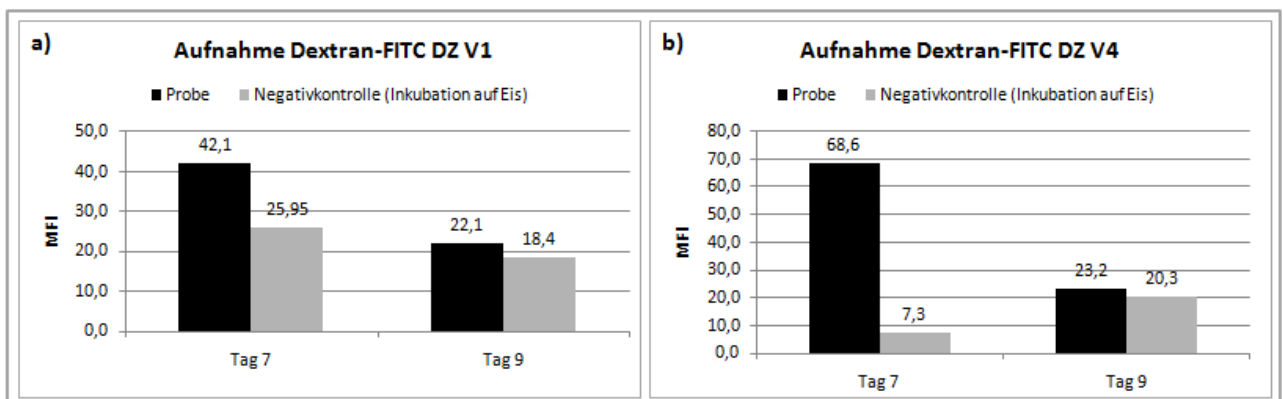 a)
Aufnahme Dextran-FITC DZ V1
Probe Negativkontrolle (Inkubation auf Eis)
50,0
40,0
30,0
20,0
10,0
0,0
MFI
42,1
25,95
22,1
18,4
Tag 7 Tag 9
b)
Aufnahme Dextran-FITC DZ V4
Probe Negativkontrolle (Inkubation auf Eis)
80,0
70,0
60,0
50,0
40,0
30,0
20,0
10,0
0,0
MFI
68,6
7,3
23,2
20,3
Tag 7 Tag 9